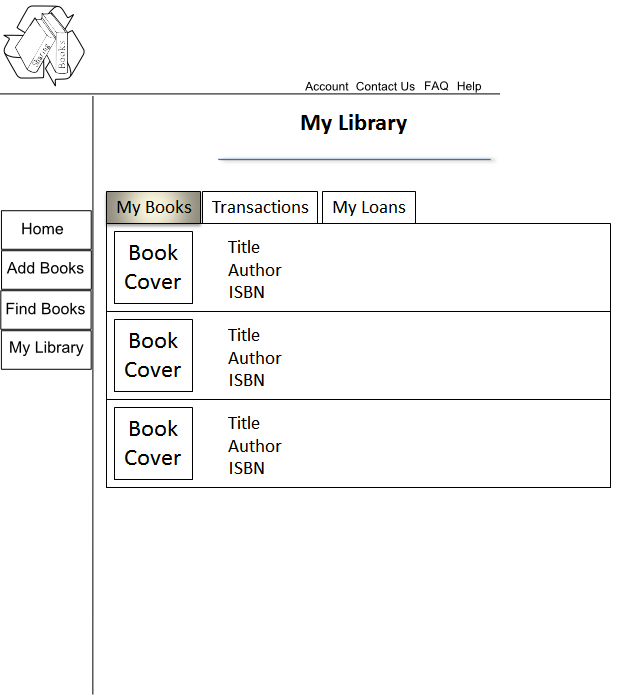 Sharing
Books
Account Contact Us FAQ Help
My Library
My Books Transactions My Loans
Home
Add Books
Find Books
My Library
Book
Cover
Title
Author
ISBN
Book
Cover
Title
Author
ISBN
Book
Cover
Title
Author
ISBN